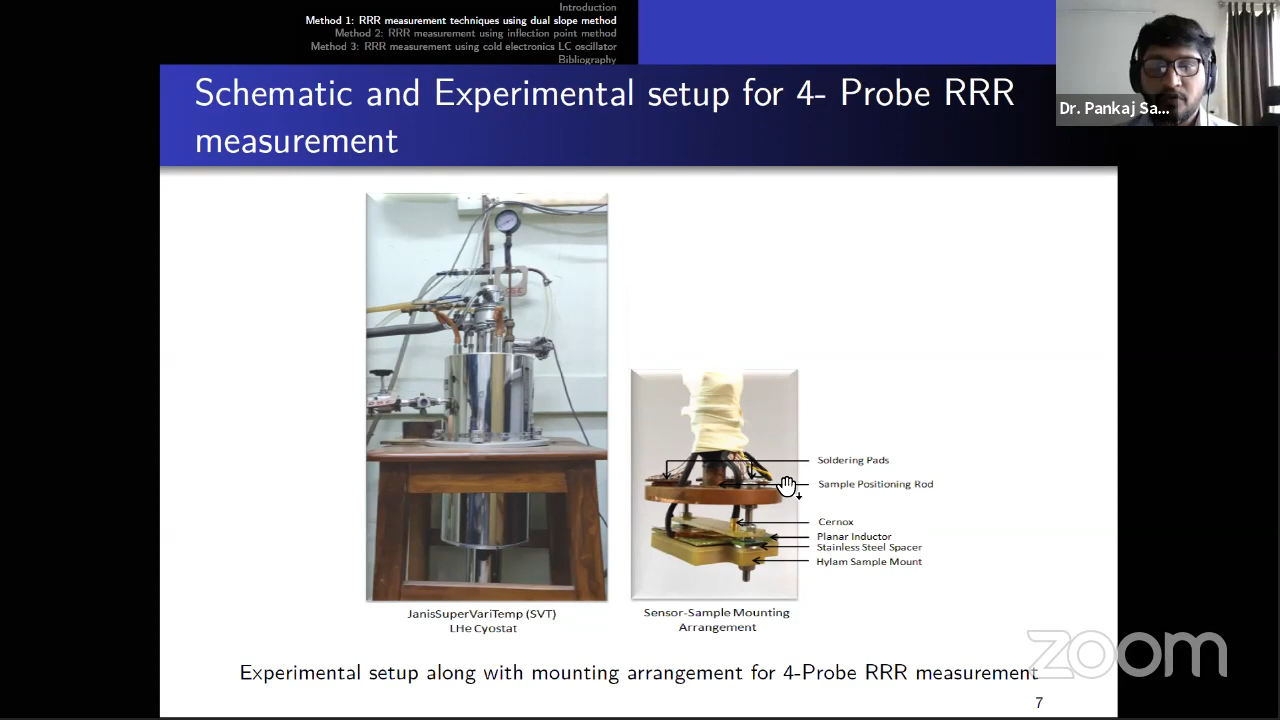 Introduction
Method 1: RRR measurement techniques using dual slope method
Method 2: RRR measurement using inflection point method
Method 3: RRR measurement using cold electronics LC oscillator
Bibliography
Schematic and Experimental setup for 4- Probe RRR
measurement
Dr. Pankaj Sa...
Soldering Pads
Sample Positioning Rod
Cernox
Planar Inductor
Stainless Steel Spacer
Hylam Sample Mount
JanisSuperVariTemp (SVT)
LHe Cyostat
Sensor-Sample Mounting
Arrangement
zoom
Experimental setup along with mounting arrangement for 4-Probe RRR measurement
7